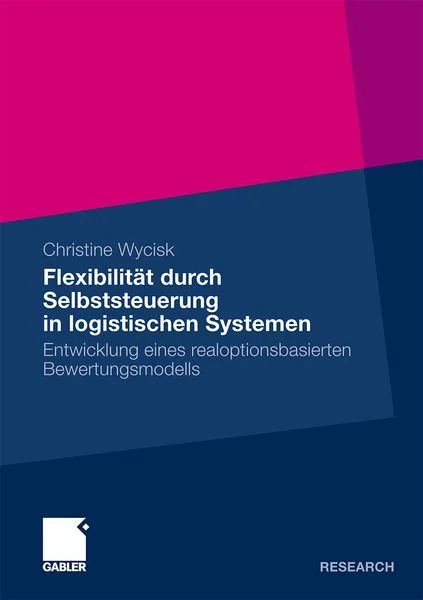 Christine Wycisk
Flexibilität durch
Selbststeuerung
in logistischen Systemen
Entwicklung eines realoptionsbasierten
Bewertungsmodells
GABLER
RESEARCH